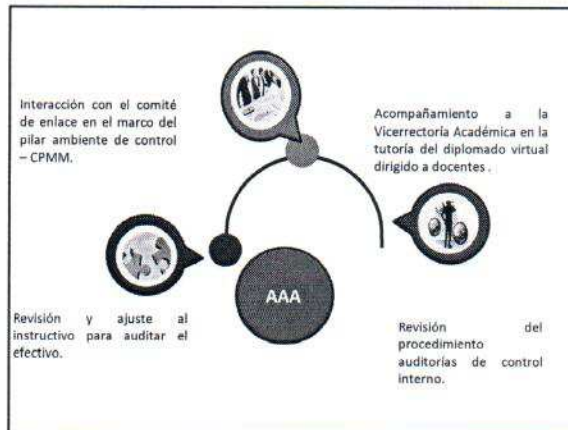 Interacción con el comité
de enlace en el marco del
pilar ambiente de control
– CPMM.
Acompañamiento a la
Vicerrectoría Académica en la
tutoría del diplomado virtual
dirigido a docentes .
AAA
Revisión y ajuste al
instructivo para auditar el
efectivo.
Revisión del
procedimiento
auditorías de control
interno.